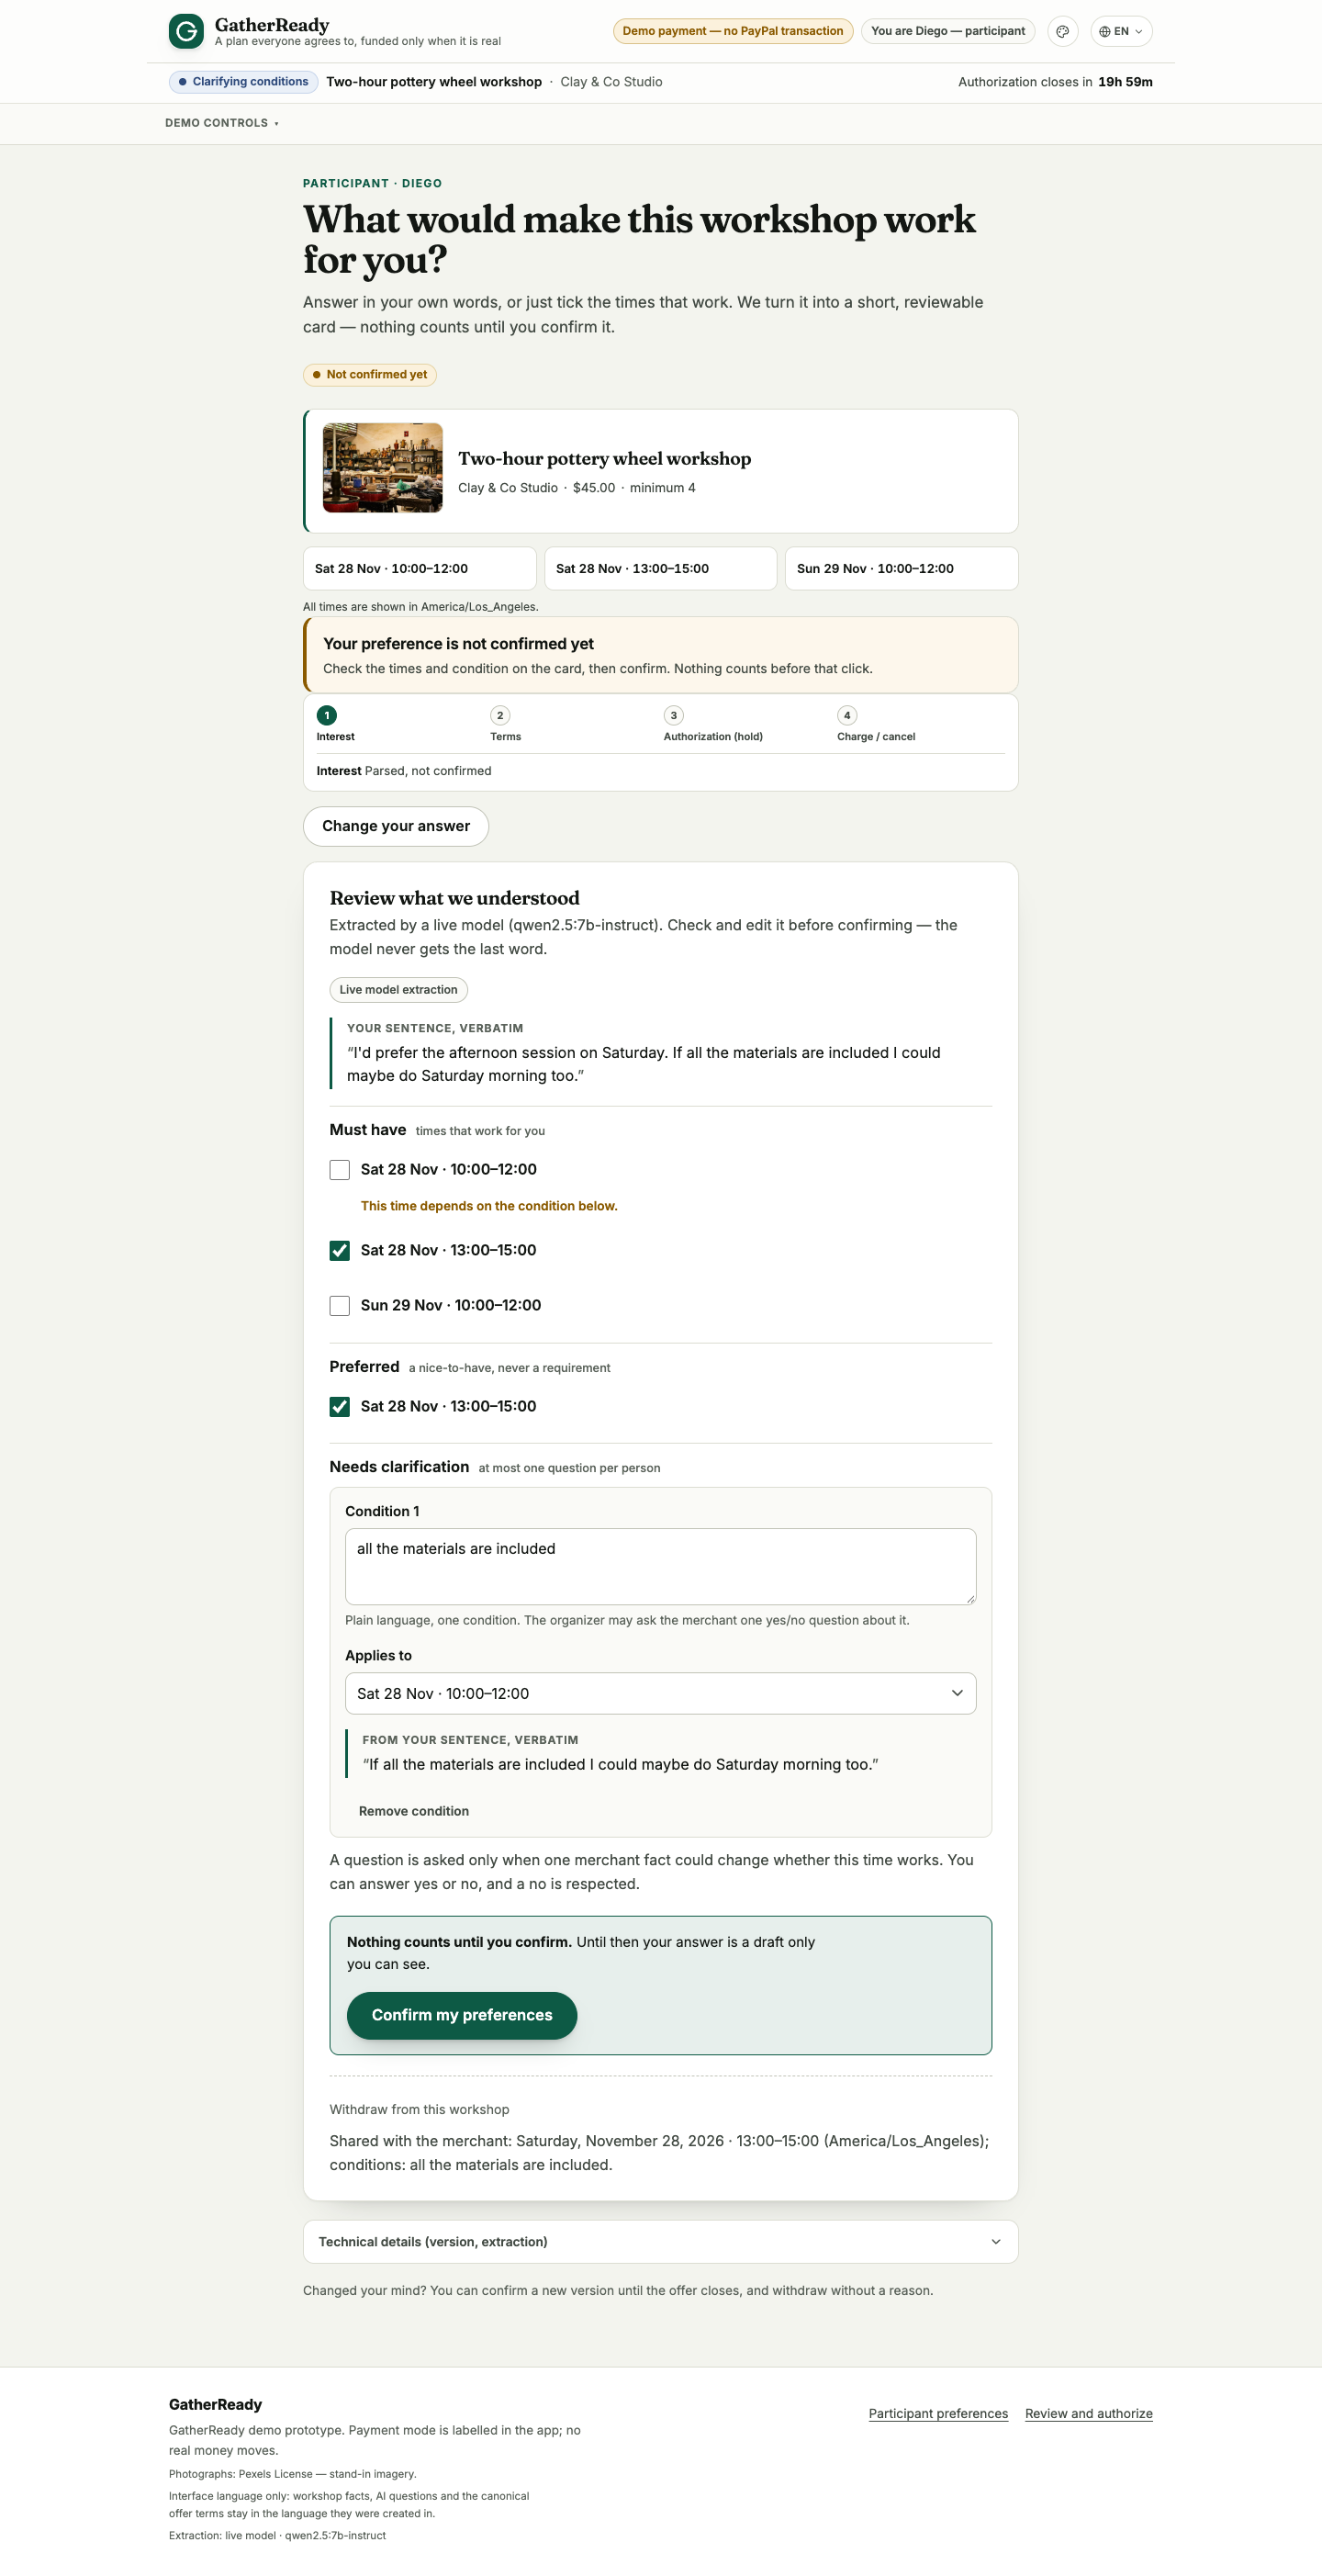 GatherReady
A plan everyone agrees to, funded only when it is real
Demo payment — no PayPal transaction
You are Diego — participant
EN
Clarifying conditions
Two-hour pottery wheel workshop · Clay & Co Studio
Authorization closes in 19h 59m
DEMO CONTROLS
PARTICIPANT · DIEGO
What would make this workshop work
for you?
Answer in your own words, or just tick the times that work. We turn it into a short, reviewable
card — nothing counts until you confirm it.
Not confirmed yet
Two-hour pottery wheel workshop
Clay & Co Studio · $45.00 · minimum 4
Sat 28 Nov · 10:00–12:00
Sat 28 Nov · 13:00–15:00
Sun 29 Nov · 10:00–12:00
All times are shown in America/Los_Angeles.
Your preference is not confirmed yet
Check the times and condition on the card, then confirm. Nothing counts before that click.
1
Interest
2
Terms
3
Authorization (hold)
4
Charge / cancel
Interest Parsed, not confirmed
Change your answer
Review what we understood
Extracted by a live model (qwen2.5:7b-instruct). Check and edit it before confirming — the
model never gets the last word.
Live model extraction
YOUR SENTENCE, VERBATIM
“I'd prefer the afternoon session on Saturday. If all the materials are included I could
maybe do Saturday morning too.”
Must have times that work for you
Sat 28 Nov · 10:00–12:00
This time depends on the condition below.
Sat 28 Nov · 13:00–15:00
Sun 29 Nov · 10:00–12:00
Preferred a nice-to-have, never a requirement
Sat 28 Nov · 13:00–15:00
Needs clarification at most one question per person
Condition 1
all the materials are included
Plain language, one condition. The organizer may ask the merchant one yes/no question about it.
Applies to
Sat 28 Nov · 10:00–12:00
FROM YOUR SENTENCE, VERBATIM
“If all the materials are included I could maybe do Saturday morning too.”
Remove condition
A question is asked only when one merchant fact could change whether this time works. You
can answer yes or no, and a no is respected.
Nothing counts until you confirm. Until then your answer is a draft only
you can see.
Confirm my preferences
Withdraw from this workshop
Shared with the merchant: Saturday, November 28, 2026 · 13:00–15:00 (America/Los_Angeles);
conditions: all the materials are included.
Technical details (version, extraction)
Changed your mind? You can confirm a new version until the offer closes, and withdraw without a reason.
GatherReady
GatherReady demo prototype. Payment mode is labelled in the app; no
real money moves.
Photographs: Pexels License — stand-in imagery.
Interface language only: workshop facts, AI questions and the canonical
offer terms stay in the language they were created in.
Extraction: live model · qwen2.5:7b-instruct
Participant preferences
Review and authorize